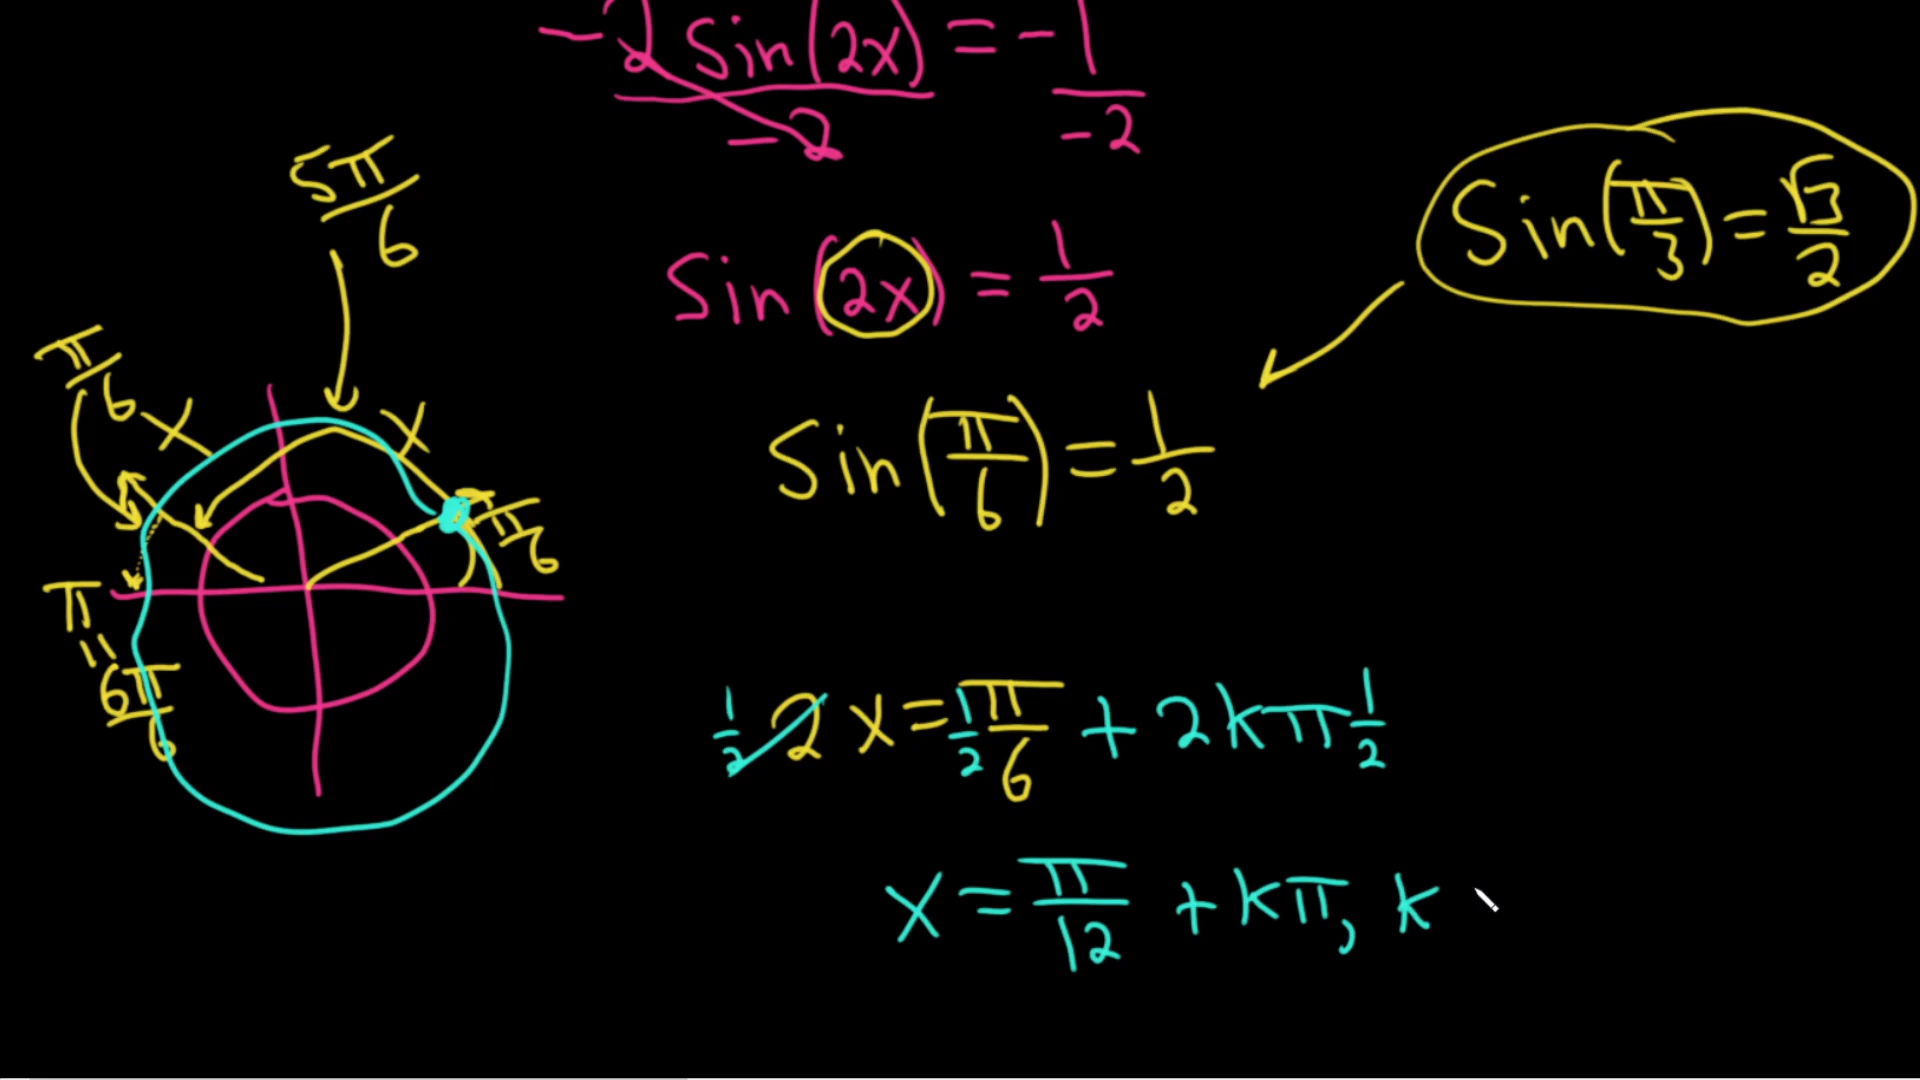 -2 sin(2x) = -1
-2 -2
sin(2x) = 1/2
sin(π/3) = √3/2
sin(π/6) = 1/2
5π/6
π/6
x x
π/6
π = 6π/6
1/2 2x = 1/2 π/6 + 2kπ 1/2
x = π/12 + kπ, k